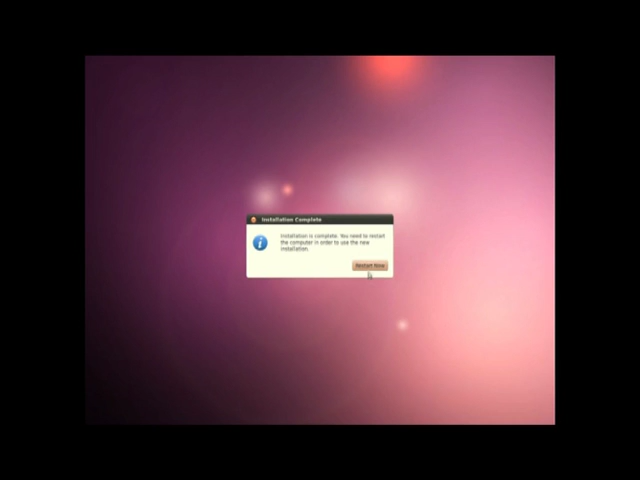 Installation Complete
Installation is complete. You need to restart
the computer in order to use the new
installation.
Restart Now